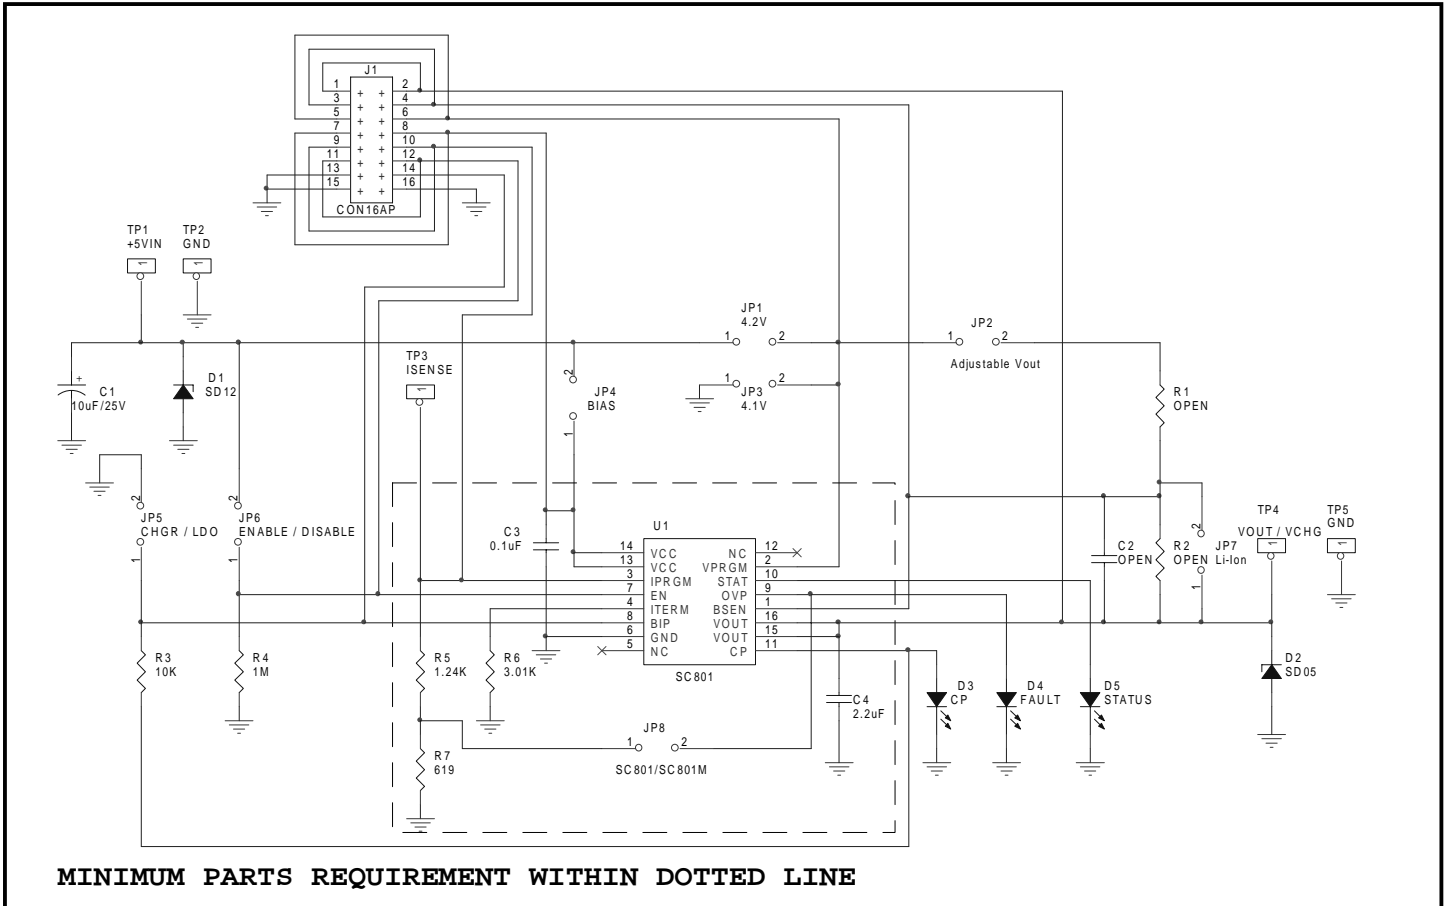 J1
1 2
3 4
5 6
7 8
9 10
11 12
13 14
15 16
CON16AP
TP1
+5VIN
1
TP2
GND
1
JP1
4.2V
1 2
JP2
1 2
Adjustable Vout
TP3
ISENSE
1
C1
10uF/25V
+
D1
SD12
2
JP4
BIAS
1
1 2
JP3
4.1V
R1
OPEN
2
JP5
CHGR / LDO
1
2
JP6
ENABLE / DISABLE
1
C3
0.1uF
U1
14 VCC NC 12
13 VCC VPRGM 2
3 IPRGM STAT 10
7 EN OVP 9
4 ITERM BSEN 1
8 BIP VOUT 16
6 GND VOUT 15
5 NC CP 11
SC801
C2
OPEN
R2
OPEN
2
JP7
Li-Ion
1
TP4
VOUT / VCHG
1
TP5
GND
1
R3
10K
R4
1M
R5
1.24K
R6
3.01K
R7
619
JP8
1 2
SC801/SC801M
C4
2.2uF
D3
CP
D4
FAULT
D5
STATUS
D2
SD05
MINIMUM PARTS REQUIREMENT WITHIN DOTTED LINE